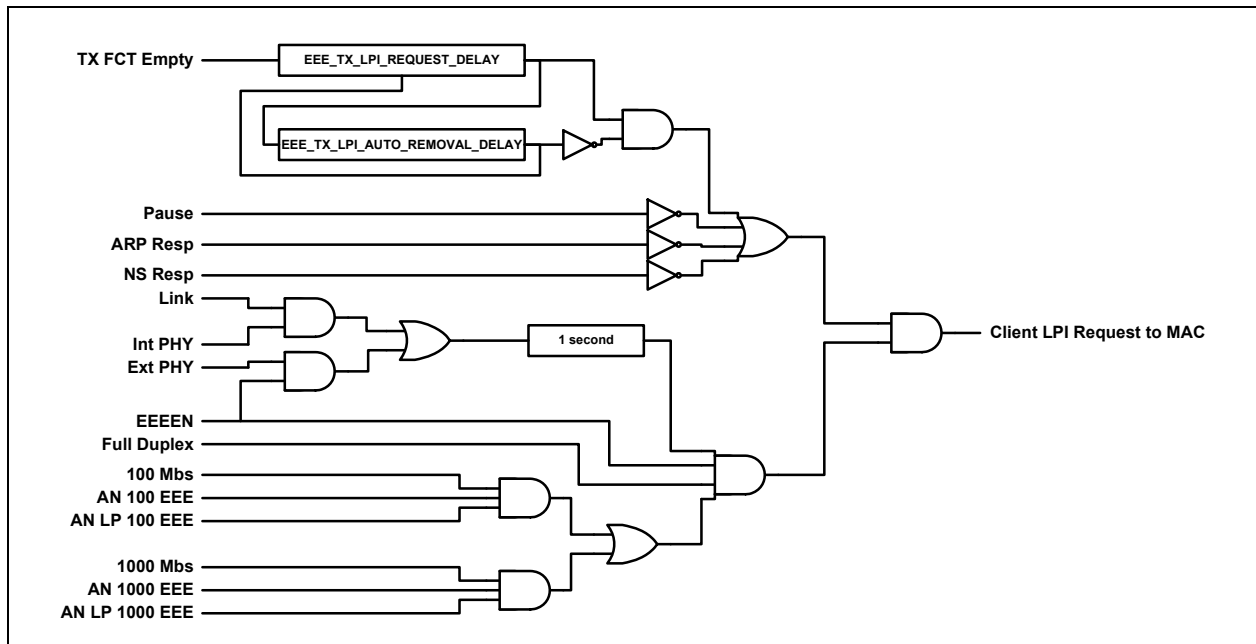 TX FCT Empty
EEE_TX_LPI_REQUEST_DELAY
EEE_TX_LPI_AUTO_REMOVAL_DELAY
Pause
ARP Resp
NS Resp
Link
Int PHY
Ext PHY
1 second
Client LPI Request to MAC
EEEEN
Full Duplex
100 Mbs
AN 100 EEE
AN LP 100 EEE
1000 Mbs
AN 1000 EEE
AN LP 1000 EEE